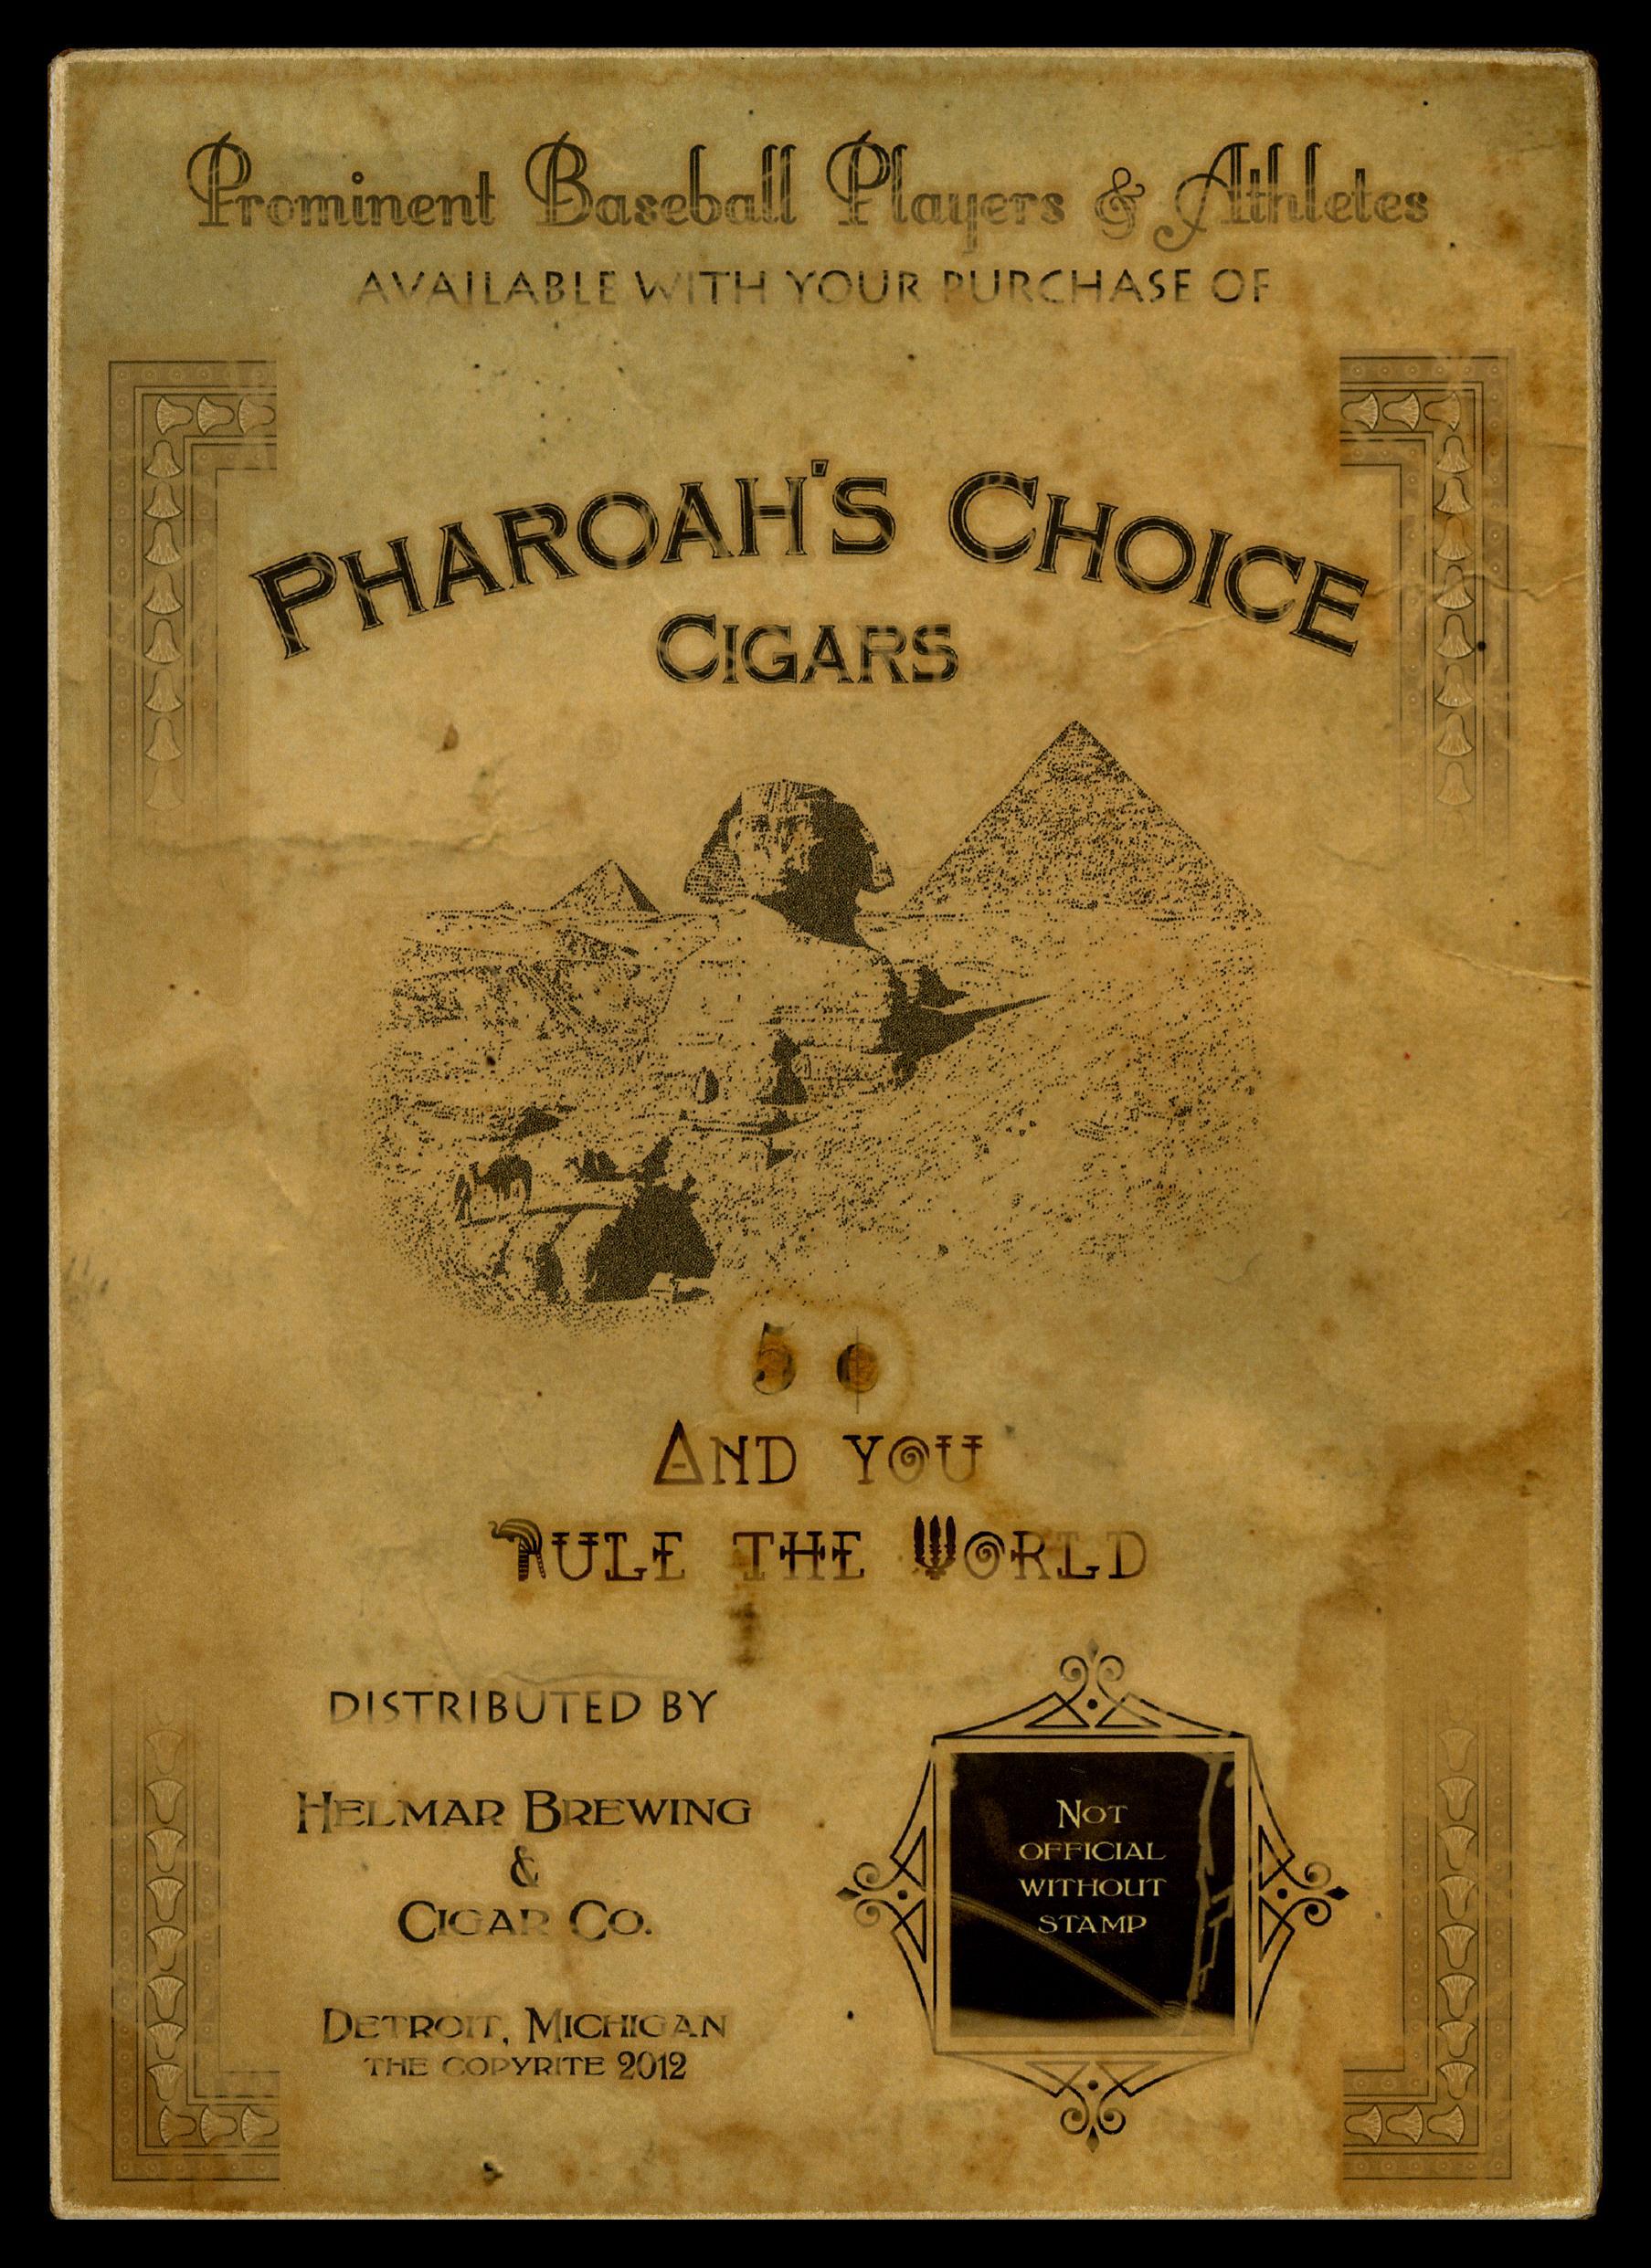 Prominent Baseball Players & Athletes
AVAILABLE WITH YOUR PURCHASE OF
PHAROAH'S CHOICE
CIGARS
5 ¢
AND YOU
RULE THE WORLD
DISTRIBUTED BY
HELMAR BREWING
&
CIGAR CO.
DETROIT, MICHIGAN
THE COPYRITE 2012
NOT
OFFICIAL
WITHOUT
STAMP